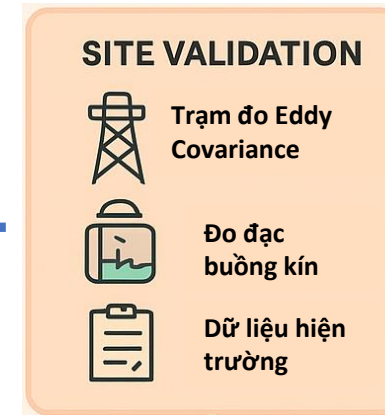 SITE VALIDATION
Trạm đo Eddy
Covariance
Đo đạc
buồng kín
Dữ liệu hiện
trường